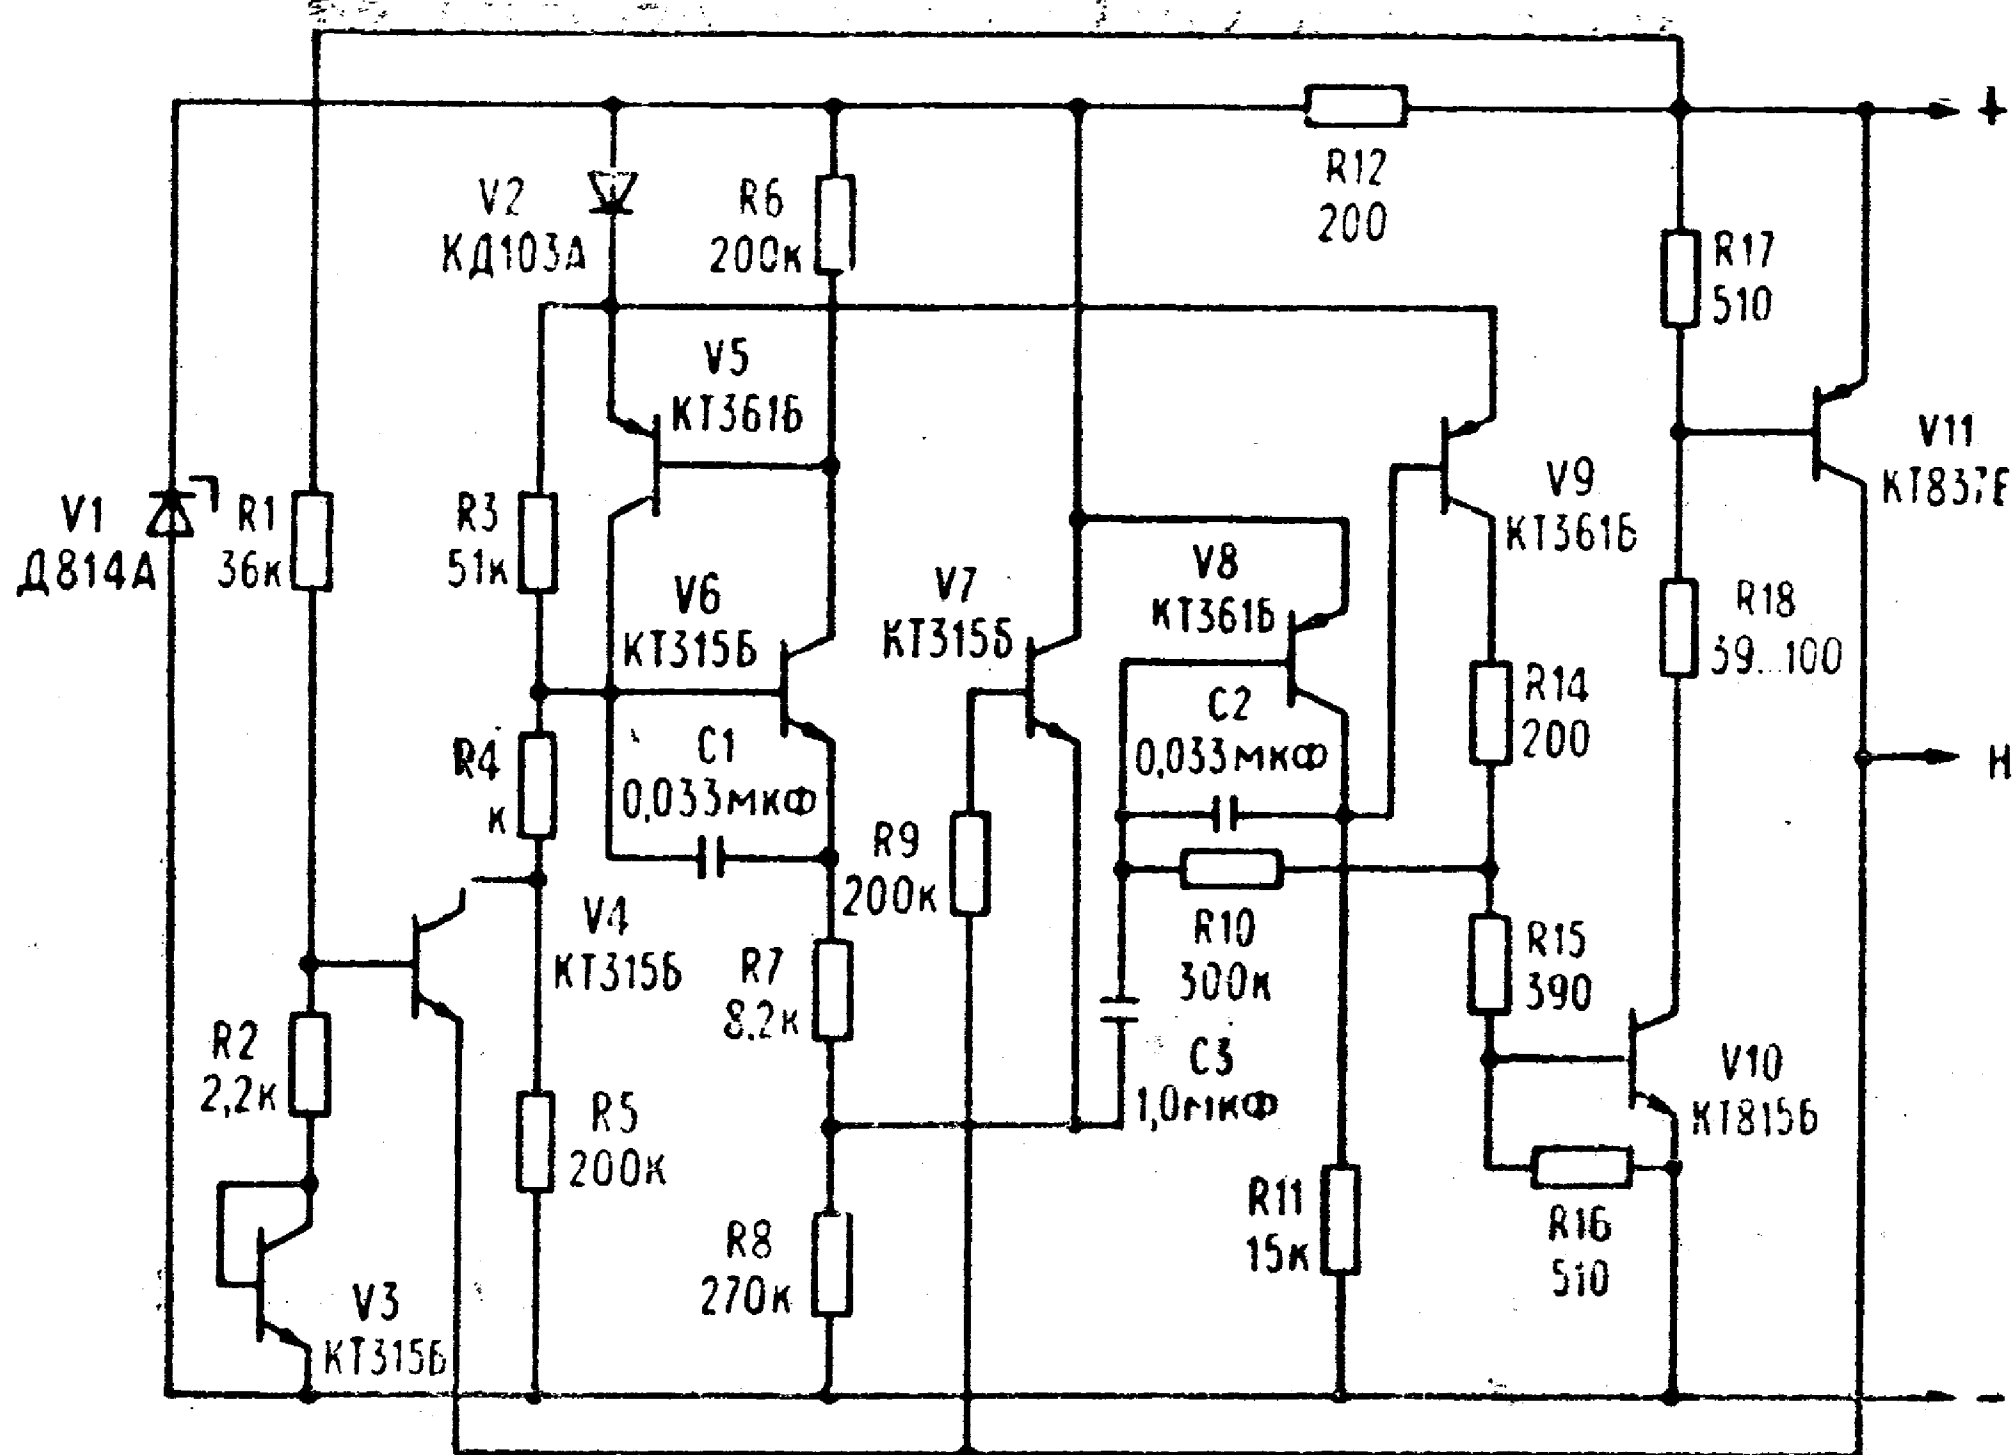 +
R12
200
V2
КД103А
R6
200к
R17
510
V5
КТ361Б
V11
КТ837Е
V1
Д814А
R1
36к
R3
51к
V9
КТ361Б
V6
КТ315Б
V7
КТ315Б
V8
КТ361Б
R18
39...100
R14
200
C2
0,033мкФ
R4
к
C1
0,033мкФ
Н
R9
200к
V4
КТ315Б
R10
300к
R15
390
R7
8.2к
R2
2,2к
C3
1,0мкФ
V10
КТ815Б
R5
200к
R8
270к
R11
15к
R16
510
V3
КТ315Б
-